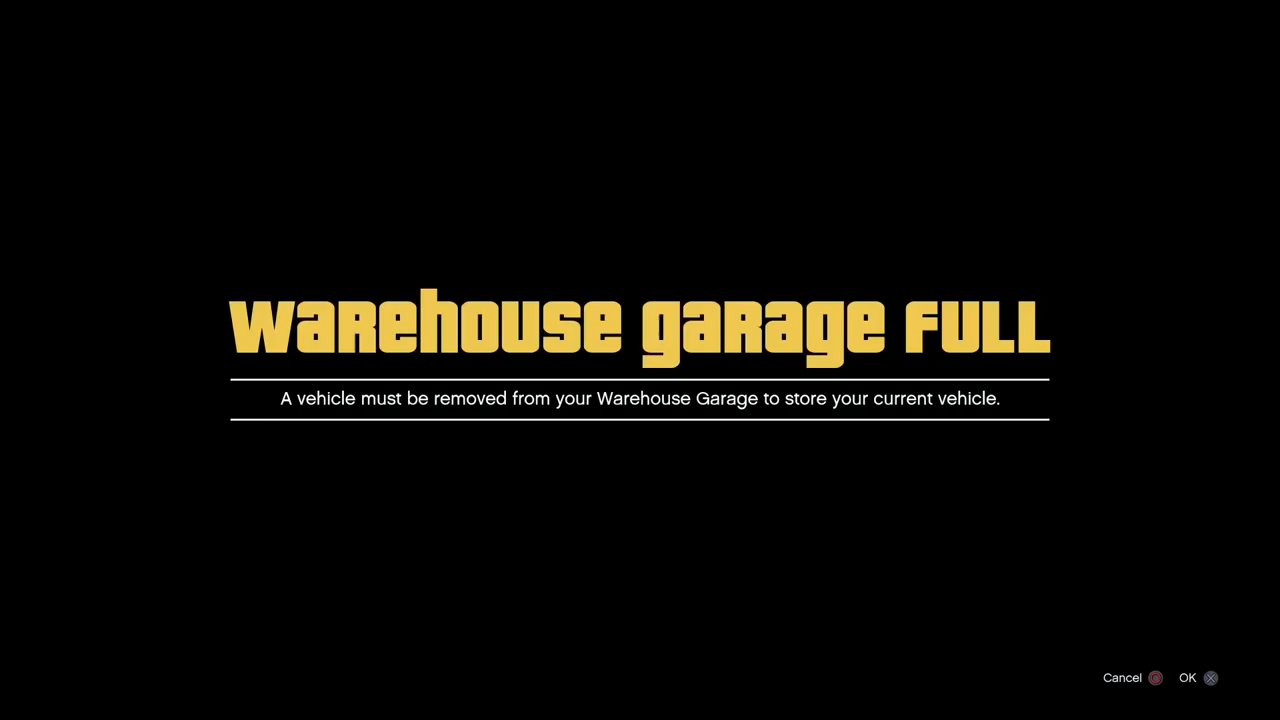 warehouse garage FULL
A vehicle must be removed from your Warehouse Garage to store your current vehicle.
Cancel OK